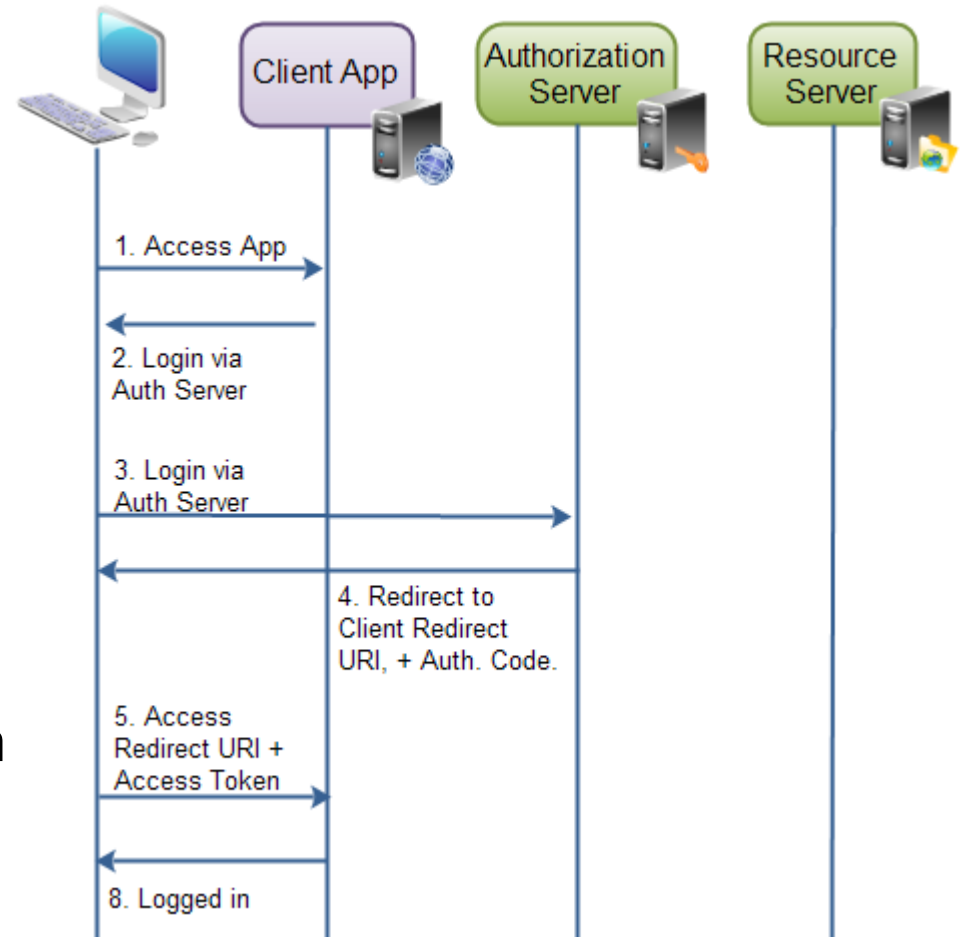 Client App
Authorization
Server
Resource
Server
1. Access App
2. Login via
Auth Server
3. Login via
Auth Server
4. Redirect to
Client Redirect
URI, + Auth. Code.
5. Access
Redirect URI +
Access Token
n
8. Logged in